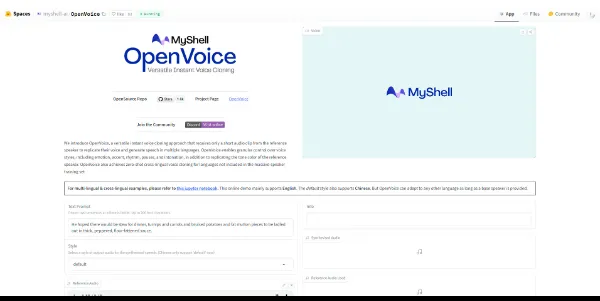 Spaces myshell-ai/OpenVoice Running
App Files Community
MyShell
OpenVoice
Versatile Instant Voice Cloning
OpenSource Repo Project Page
Join the Community
We introduce OpenVoice, a versatile instant voice cloning approach that requires only a short audio clip from the reference
speaker to replicate their voice and generate speech in multiple languages. OpenVoice enables granular control over voice
styles, including emotion, accent, rhythm, pauses, and intonation, in addition to replicating the tone color of the reference
speaker. OpenVoice also achieves zero-shot cross-lingual voice cloning for languages not included in the massive-speaker
training set.
Video
MyShell
For multi-lingual & cross-lingual examples, please refer to this jupyter notebook. This online demo mainly supports English. The default style also supports Chinese. But OpenVoice can adapt to any other language as long as a base speaker is provided.
Text Prompt
He hoped there would be stew for dinner, turnips and carrots and bruised potatoes and fat mutton pieces to be ladled
out in thick, peppered, flour-fattened sauce.
Style
default
Reference Audio
Info
Synthesised Audio
Reference Audio Used